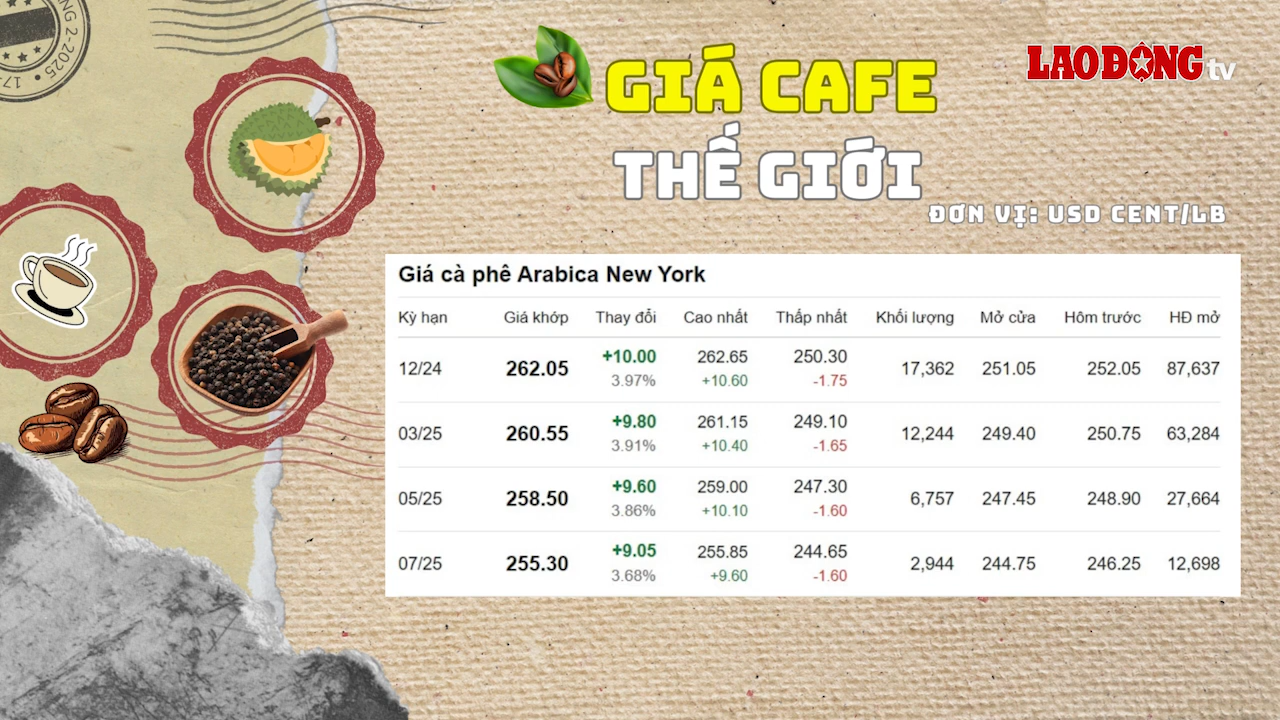 NG 2-2025
17-
GIÁ CAFE
LAO ĐỘNG tv
THẾ GIỚI
ĐƠN VỊ: USD CENT/LB
Giá cà phê Arabica New York
Kỳ hạn Giá khớp Thay đổi Cao nhất Thấp nhất Khối lượng Mở cửa Hôm trước HĐ mở
12/24 262.05 +10.00 3.97% 262.65 +10.60 250.30 -1.75 17,362 251.05 252.05 87,637
03/25 260.55 +9.80 3.91% 261.15 +10.40 249.10 -1.65 12,244 249.40 250.75 63,284
05/25 258.50 +9.60 3.86% 259.00 +10.10 247.30 -1.60 6,757 247.45 248.90 27,664
07/25 255.30 +9.05 3.68% 255.85 +9.60 244.65 -1.60 2,944 244.75 246.25 12,698